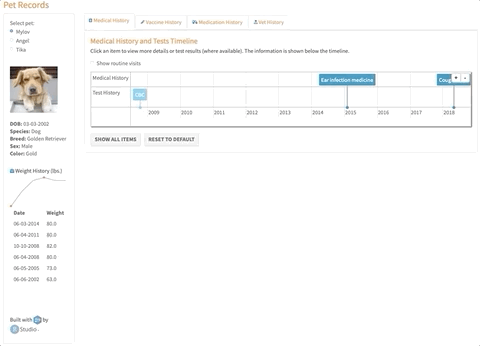 Pet Records
Select pet:
Mylov
Angel
Tika
DOB: 03-03-2002
Species: Dog
Breed: Golden Retriever
Sex: Male
Color: Gold
Weight History (lbs.)
Date Weight
06-03-2014 80.0
06-04-2011 80.0
10-10-2008 82.0
06-04-2008 80.0
06-05-2005 73.0
06-06-2002 63.0
Built with by
Studio.
Medical History
Vaccine History
Medication History
Vet History
Medical History and Tests Timeline
Click an item to view more details or test results (where available). The information is shown below the timeline.
Show routine visits
Medical History
Ear infection medicine
Test History
CBC
2009 2010 2011 2012 2013 2014 2015 2016 2017 2018
SHOW ALL ITEMS
RESET TO DEFAULT